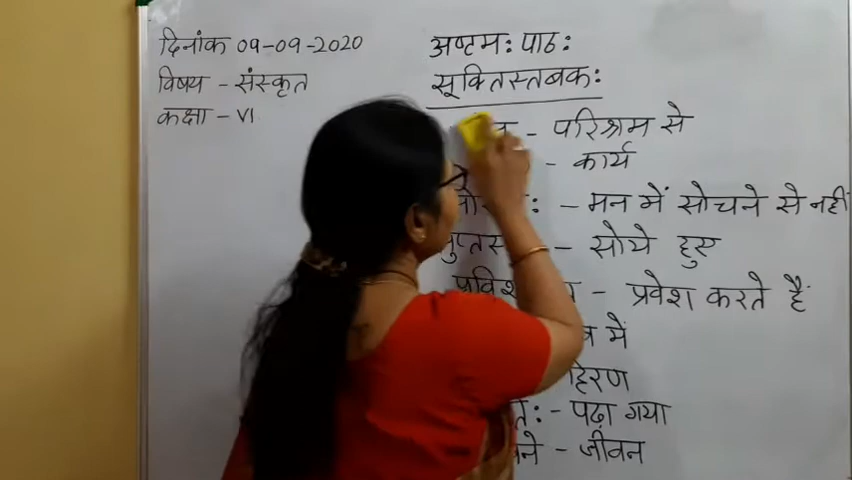 दिनांक 09-09-2020
विषय - संस्कृत
कक्षा - VI
अष्टम: पाठ:
सूक्तिस्तबक:
- परिश्रम से
- कार्य
- मन में सोचने से नहीं
- सोये हुए
- प्रवेश करते हैं
में
हिरण
- पढ़ा गया
- जीवन